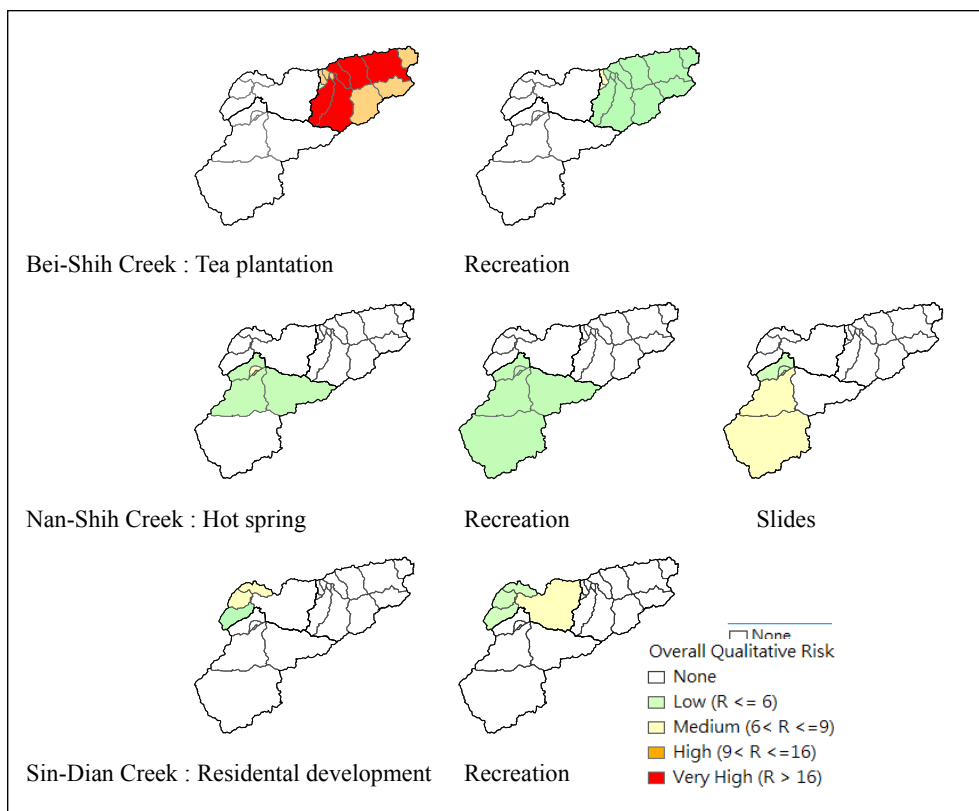 Bei-Shih Creek : Tea plantation
Recreation
Nan-Shih Creek : Hot spring
Recreation
Slides
None
Overall Qualitative Risk
None
Low (R <= 6)
Medium (6< R <=9)
High (9< R <=16)
Very High (R > 16)
Sin-Dian Creek : Residental development
Recreation